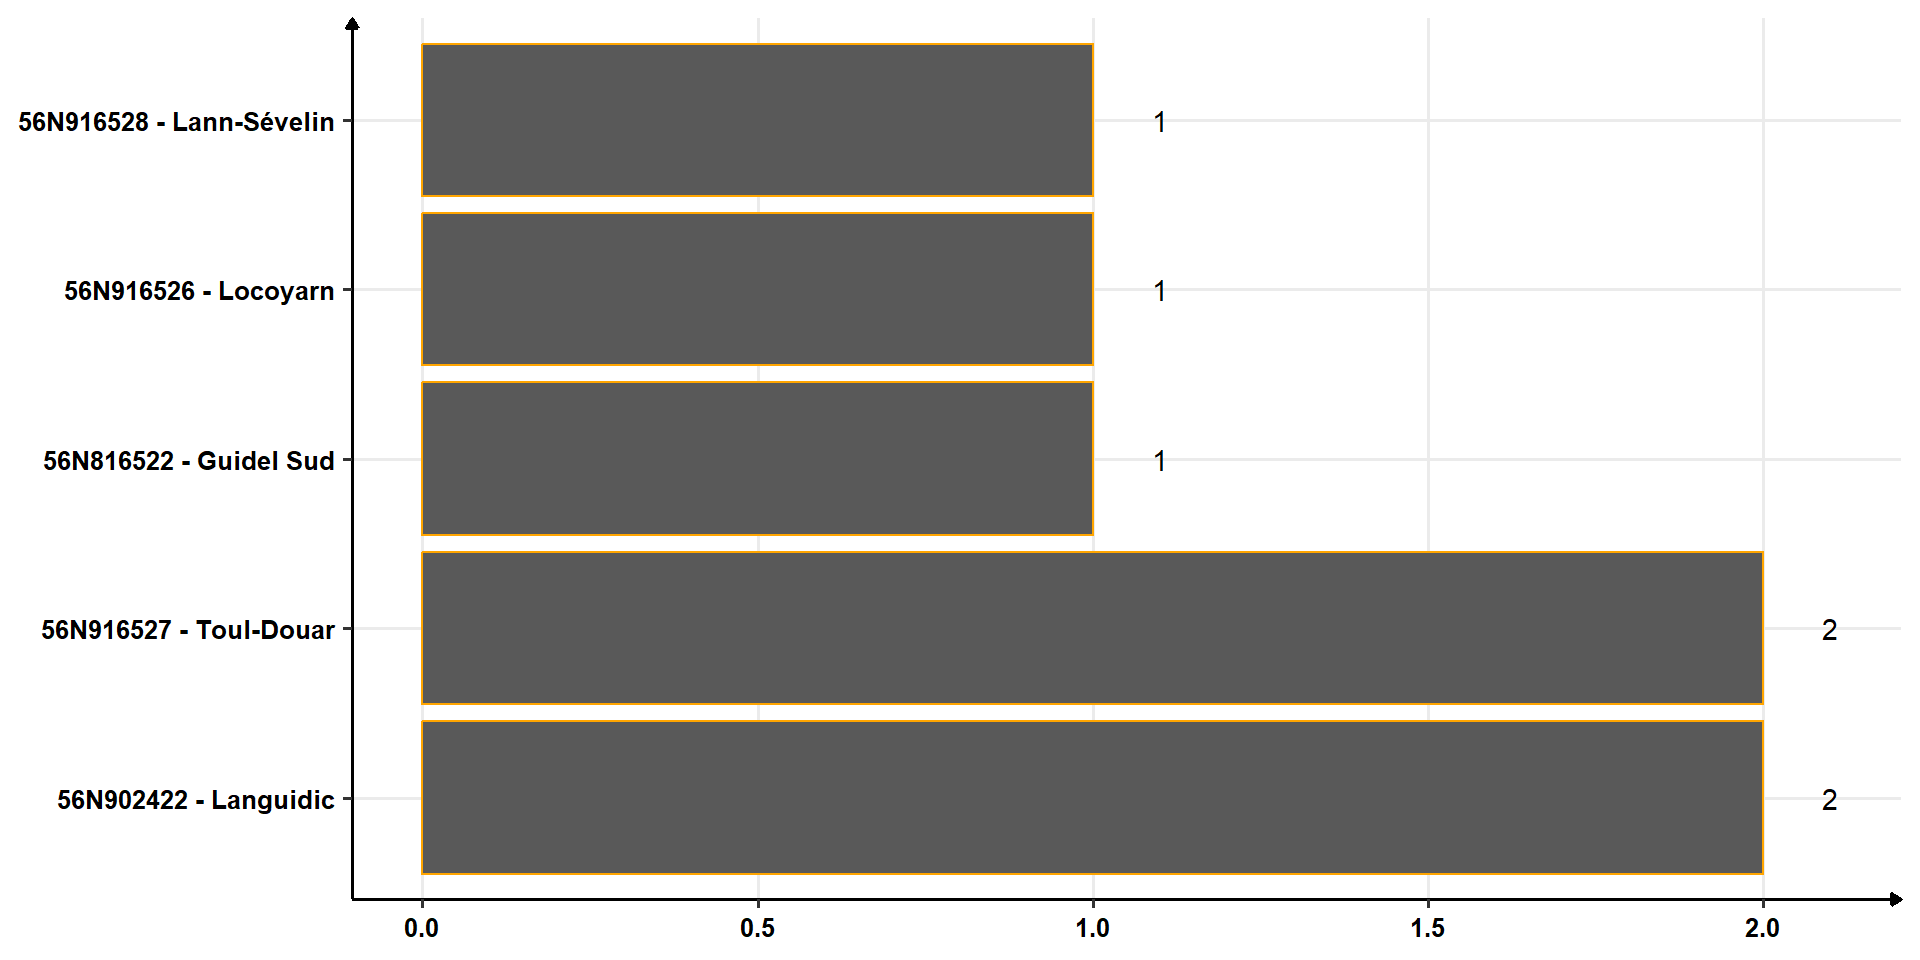 56N916528 - Lann-Sévelin 1
56N916526 - Locoyarn 1
56N816522 - Guidel Sud 1
56N916527 - Toul-Douar 2
56N902422 - Languidic 2
0.0 0.5 1.0 1.5 2.0